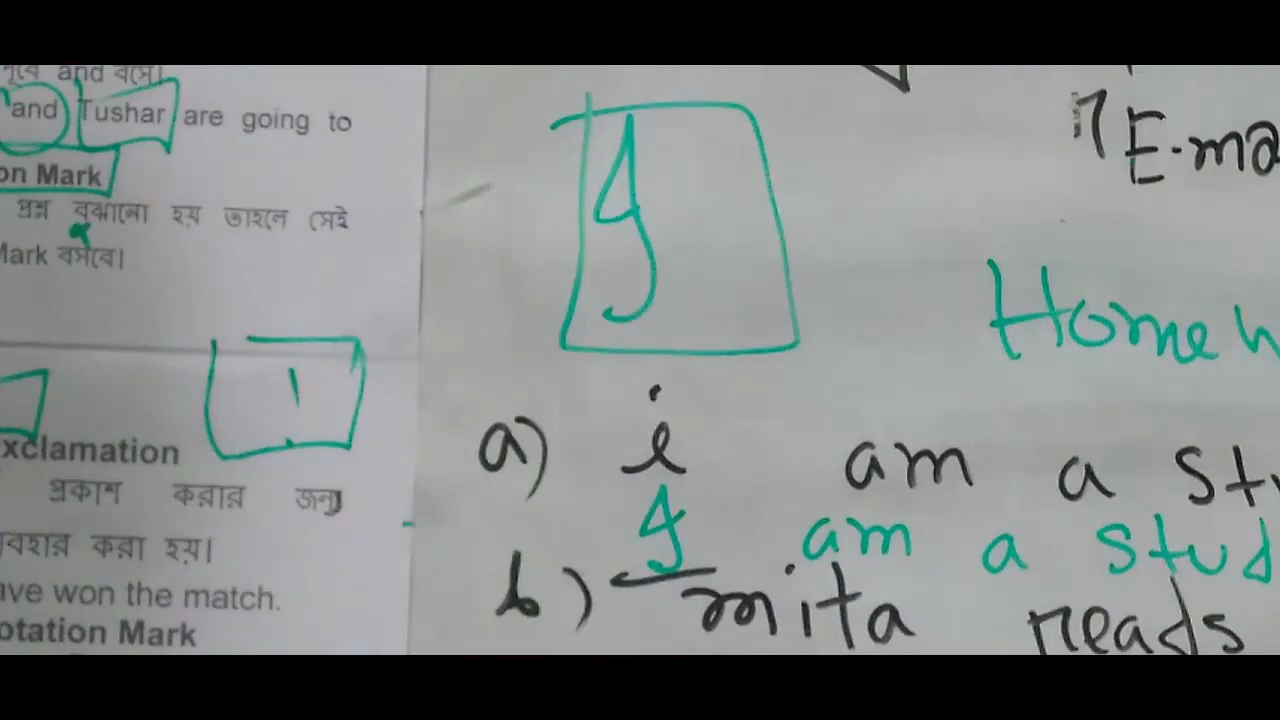 and বসে।
and Tushar are going to
on Mark
প্রশ্ন বুঝানো হয় তাহলে সেই
Mark বসবে।
xclamation
প্রকাশ করার জন্য
বহার করা হয়।
ave won the match.
otation Mark
I
E-ma
Home
a) i am a stu
I am a stud
b) mita reads